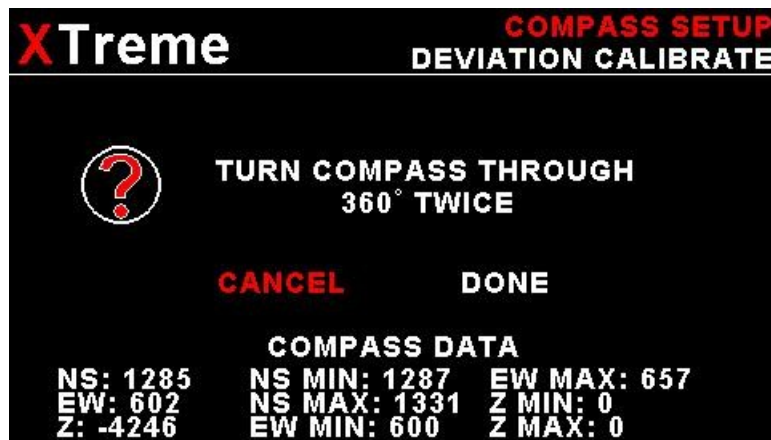 XTreme
COMPASS SETUP
DEVIATION CALIBRATE
?
TURN COMPASS THROUGH
360° TWICE
CANCEL DONE
COMPASS DATA
NS: 1285 NS MIN: 1287 EW MAX: 657
EW: 602 NS MAX: 1331 Z MIN: 0
Z: -4246 EW MIN: 600 Z MAX: 0